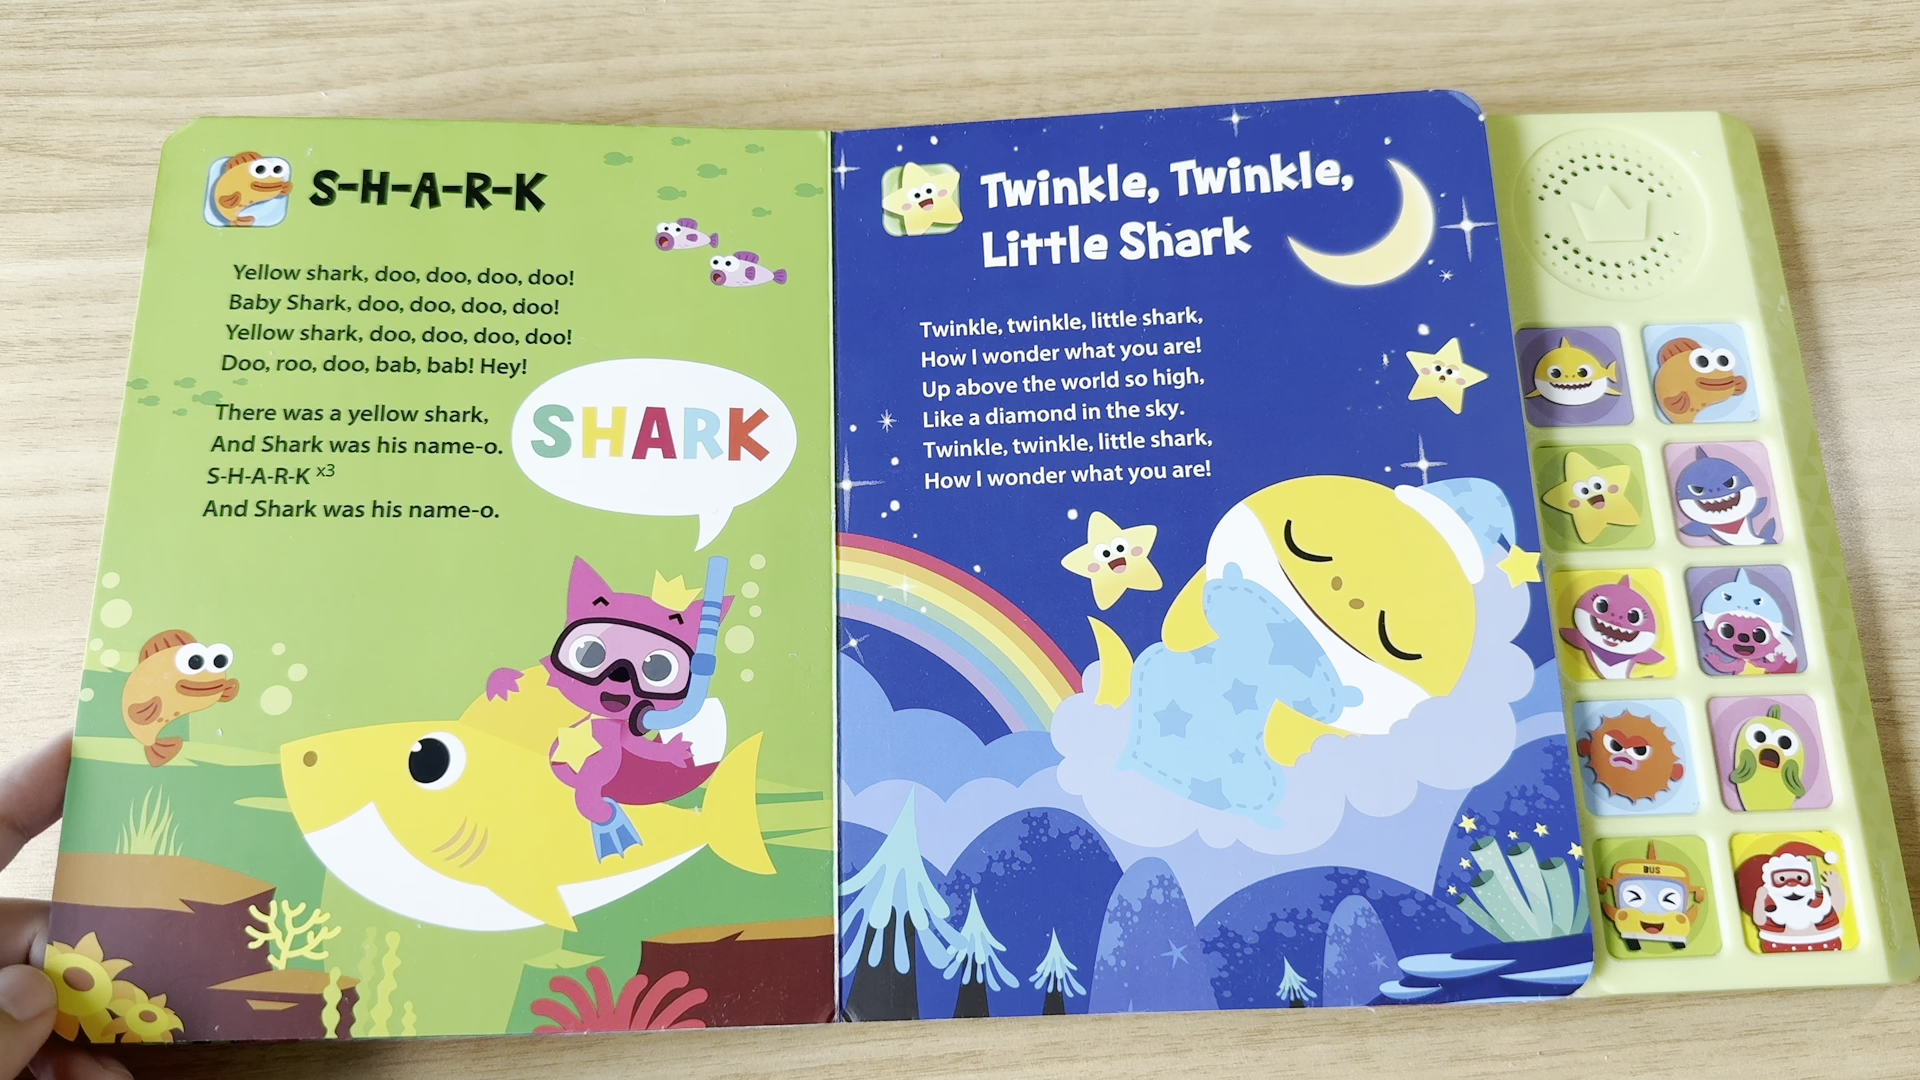 S-H-A-R-K
Yellow shark, doo, doo, doo, doo!
Baby Shark, doo, doo, doo, doo!
Yellow shark, doo, doo, doo, doo!
Doo, roo, doo, bab, bab! Hey!
There was a yellow shark,
And Shark was his name-o.
S-H-A-R-K x3
And Shark was his name-o.
SHARK
Twinkle, Twinkle,
Little Shark
Twinkle, twinkle, little shark,
How I wonder what you are!
Up above the world so high,
Like a diamond in the sky.
Twinkle, twinkle, little shark,
How I wonder what you are!
BUS